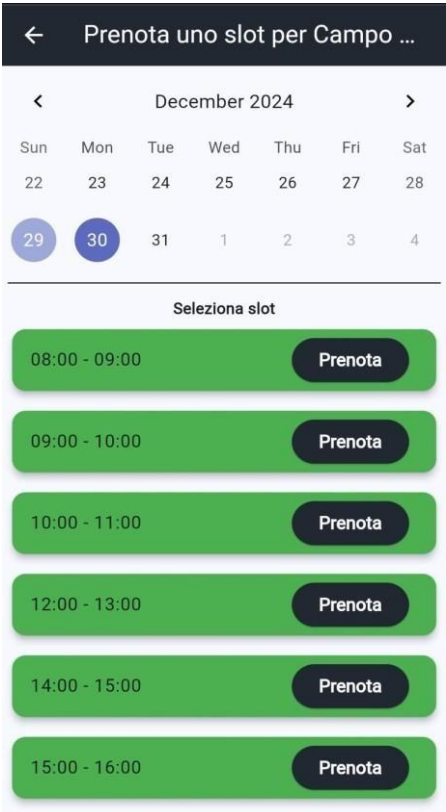 Prenota uno slot per Campo ...
December 2024
Sun Mon Tue Wed Thu Fri Sat
22 23 24 25 26 27 28
29 30 31 1 2 3 4
Seleziona slot
08:00 - 09:00 Prenota
09:00 - 10:00 Prenota
10:00 - 11:00 Prenota
12:00 - 13:00 Prenota
14:00 - 15:00 Prenota
15:00 - 16:00 Prenota